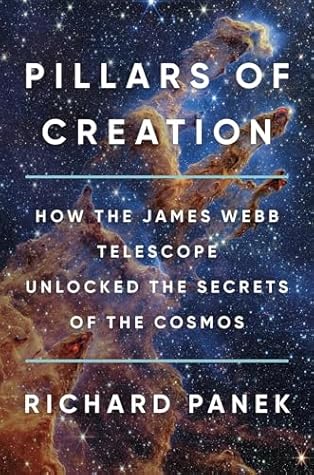 PILLARS OF
CREATION
HOW THE JAMES WEBB
TELESCOPE
UNLOCKED THE SECRETS
OF THE COSMOS
RICHARD PANEK